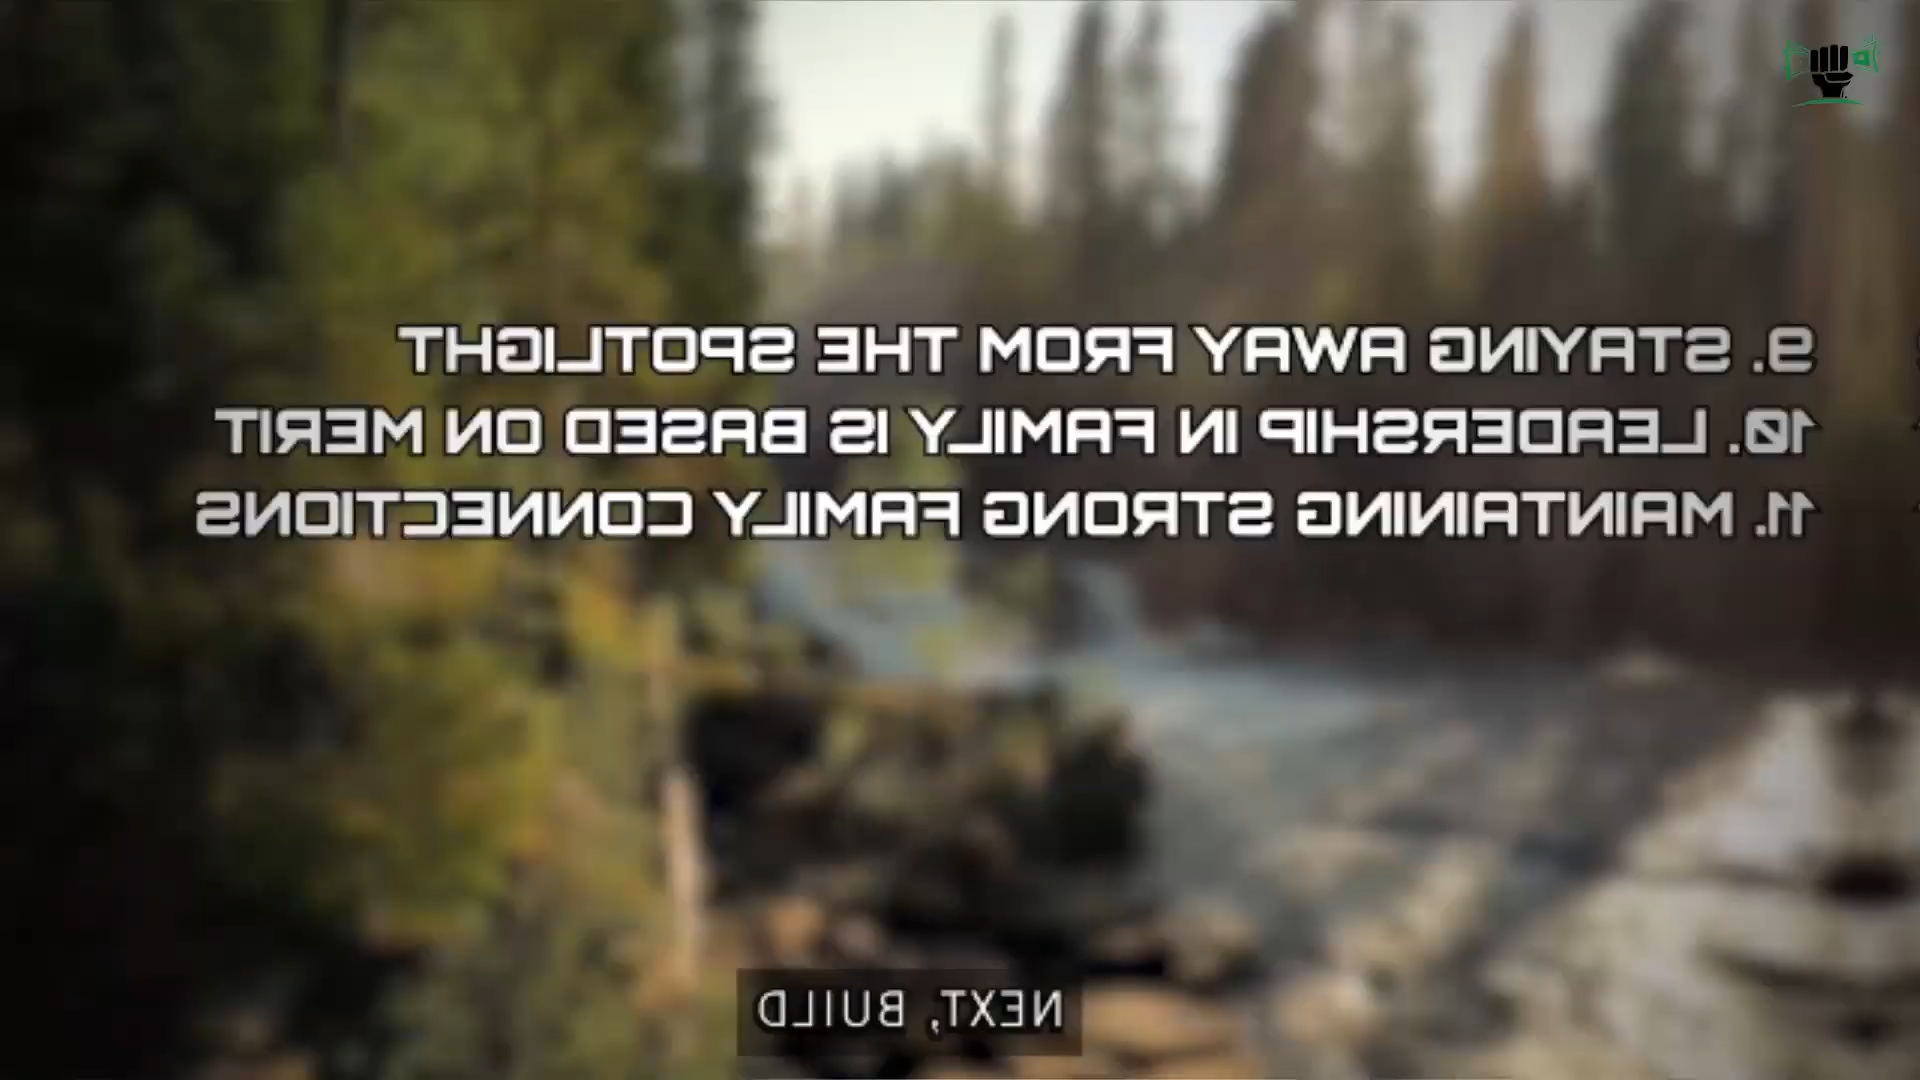 9. STAYING AWAY FROM THE SPOTLIGHT
10. LEADERSHIP IN FAMILY IS BASED ON MERIT
11. MAINTAINING STRONG FAMILY CONNECTIONS
NEXT, BUILD